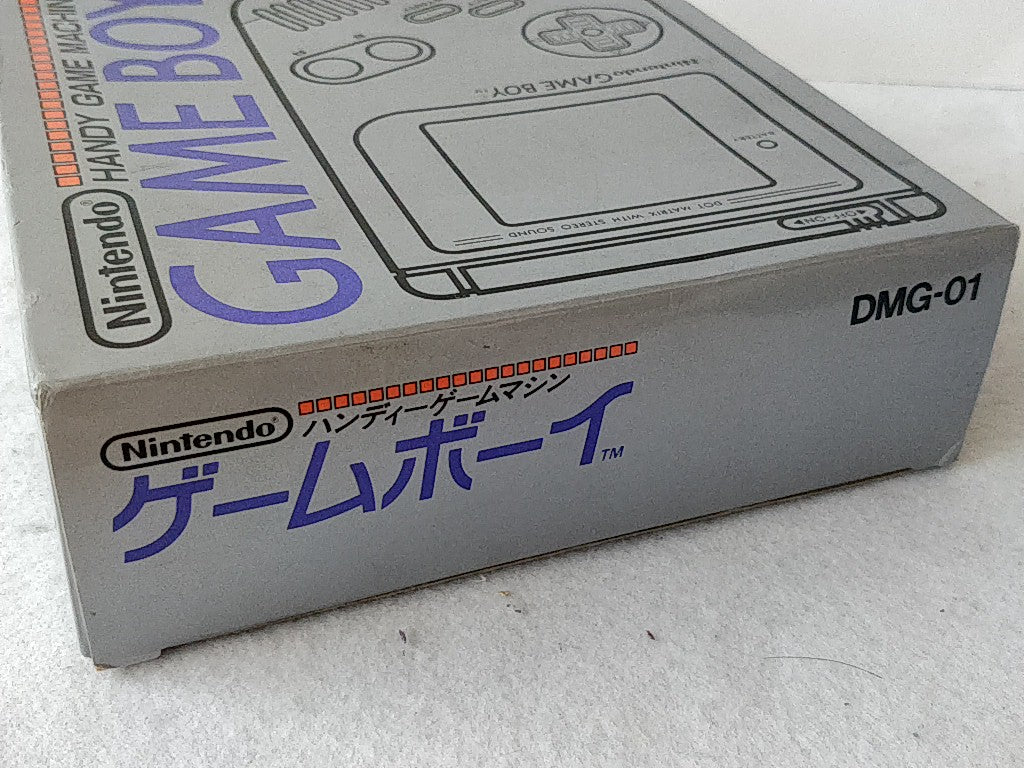 Nintendo®
HANDY GAME MACHINE
GAME BOY
Nintendo GAME BOY TM
BATTERY
DOT MATRIX WITH STEREO SOUND
◀OFF•ON▶
DMG-01
Nintendo®
ハンディーゲームマシン
ゲームボーイTM